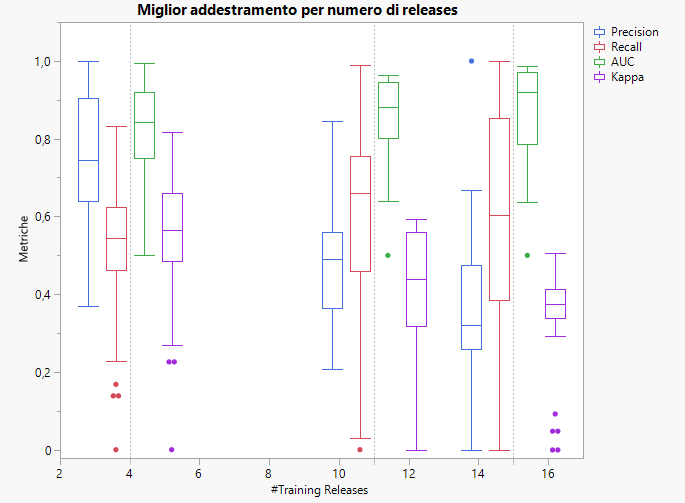 Miglior addestramento per numero di releases
Precision
Recall
AUC
Kappa
Metriche
1,0
0,8
0,6
0,4
0,2
0
2 4 6 8 10 12 14 16
#Training Releases